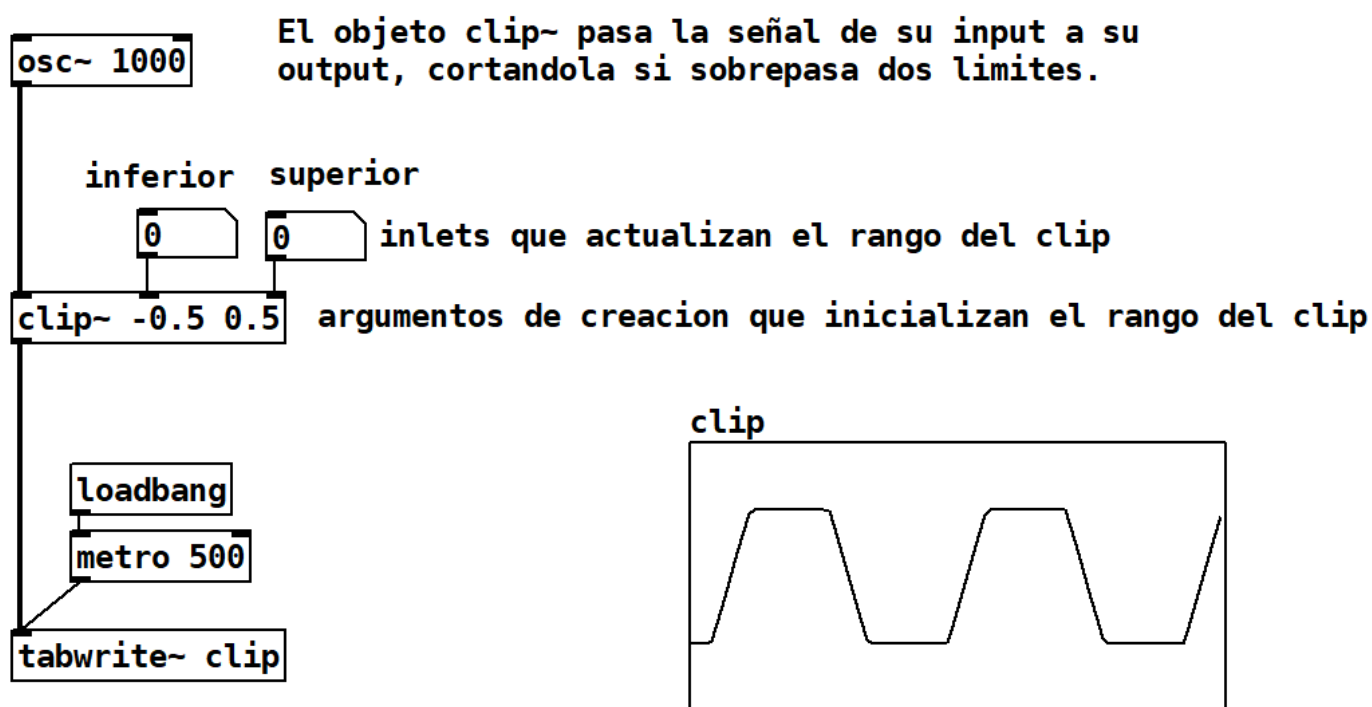 El objeto clip~ pasa la señal de su input a su
output, cortandola si sobrepasa dos limites.
osc~ 1000
inferior
superior
0
0
inlets que actualizan el rango del clip
clip~ -0.5 0.5
argumentos de creacion que inicializan el rango del clip
clip
loadbang
metro 500
tabwrite~ clip